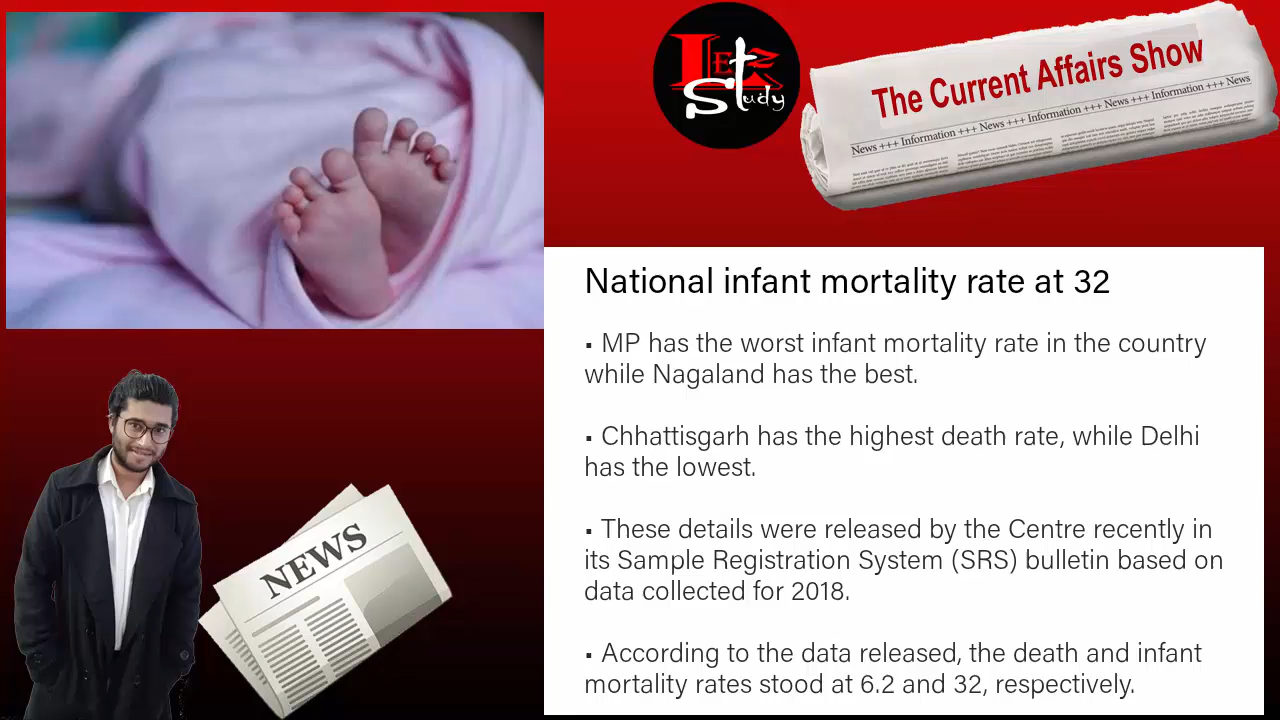 Letz
Study
The Current Affairs Show
News +++ Information +++ News +++ Information +++ News
National infant mortality rate at 32
▪ MP has the worst infant mortality rate in the country
while Nagaland has the best.
▪ Chhattisgarh has the highest death rate, while Delhi
has the lowest.
▪ These details were released by the Centre recently in
its Sample Registration System (SRS) bulletin based on
data collected for 2018.
▪ According to the data released, the death and infant
mortality rates stood at 6.2 and 32, respectively.
NEWS